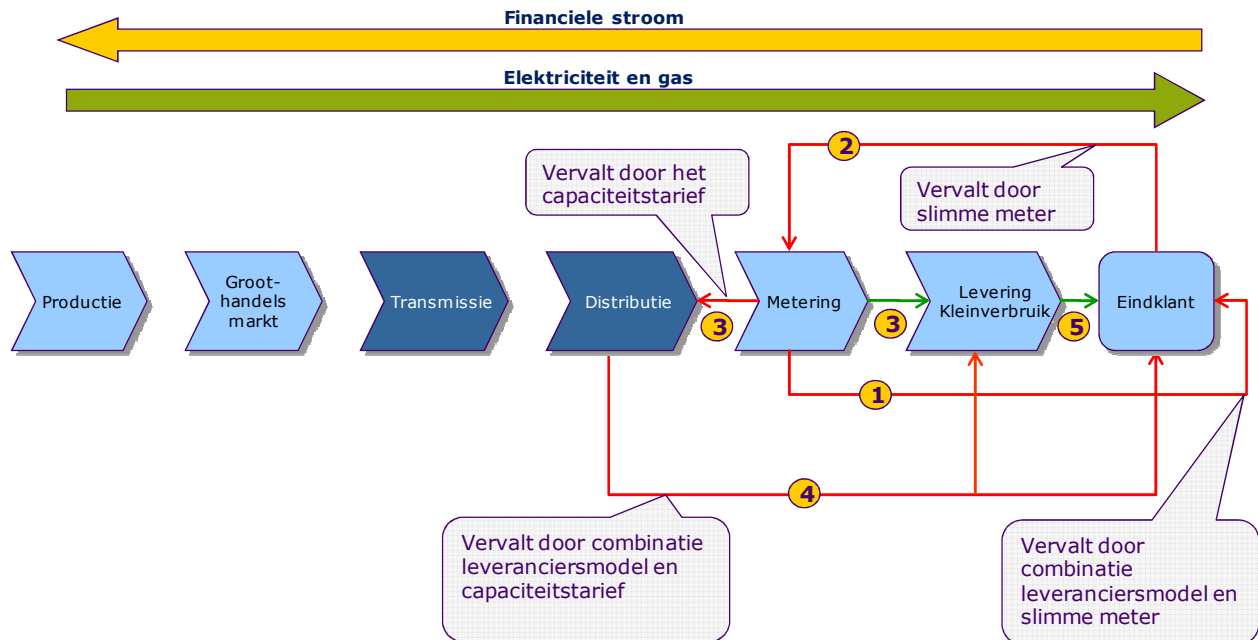 Financiele stroom
Elektriciteit en gas
2
Vervalt door het
capaciteitstarief
Vervalt door
slimme meter
Productie
Groot-
handels
markt
Transmissie
Distributie
Metering
Levering
Kleinverbruik
Eindklant
3
3
5
1
4
Vervalt door combinatie
leveranciersmodel en
capaciteitstarief
Vervalt door
combinatie
leveranciersmodel en
slimme meter